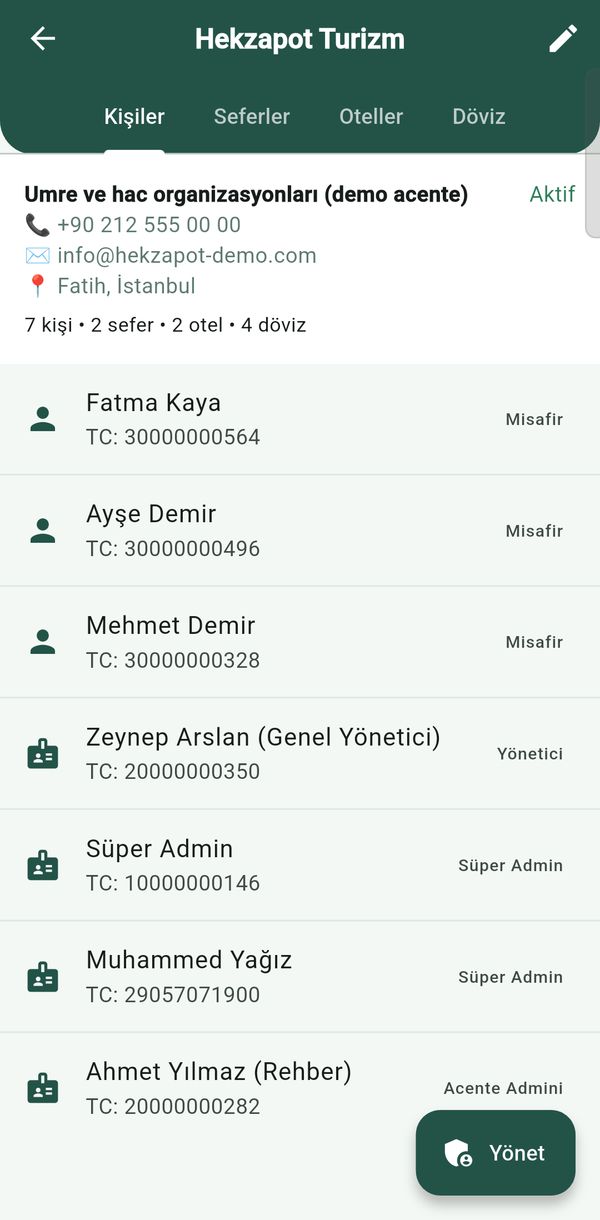 Hekzapot Turizm
Kişiler Seferler Oteller Döviz
Umre ve hac organizasyonları (demo acente) Aktif
+90 212 555 00 00
info@hekzapot-demo.com
Fatih, İstanbul
7 kişi • 2 sefer • 2 otel • 4 döviz
Fatma Kaya
TC: 30000000564
Misafir
Ayşe Demir
TC: 30000000496
Misafir
Mehmet Demir
TC: 30000000328
Misafir
Zeynep Arslan (Genel Yönetici)
TC: 20000000350
Yönetici
Süper Admin
TC: 10000000146
Süper Admin
Muhammed Yağız
TC: 29057071900
Süper Admin
Ahmet Yılmaz (Rehber)
TC: 20000000282
Acente Admini
Yönet